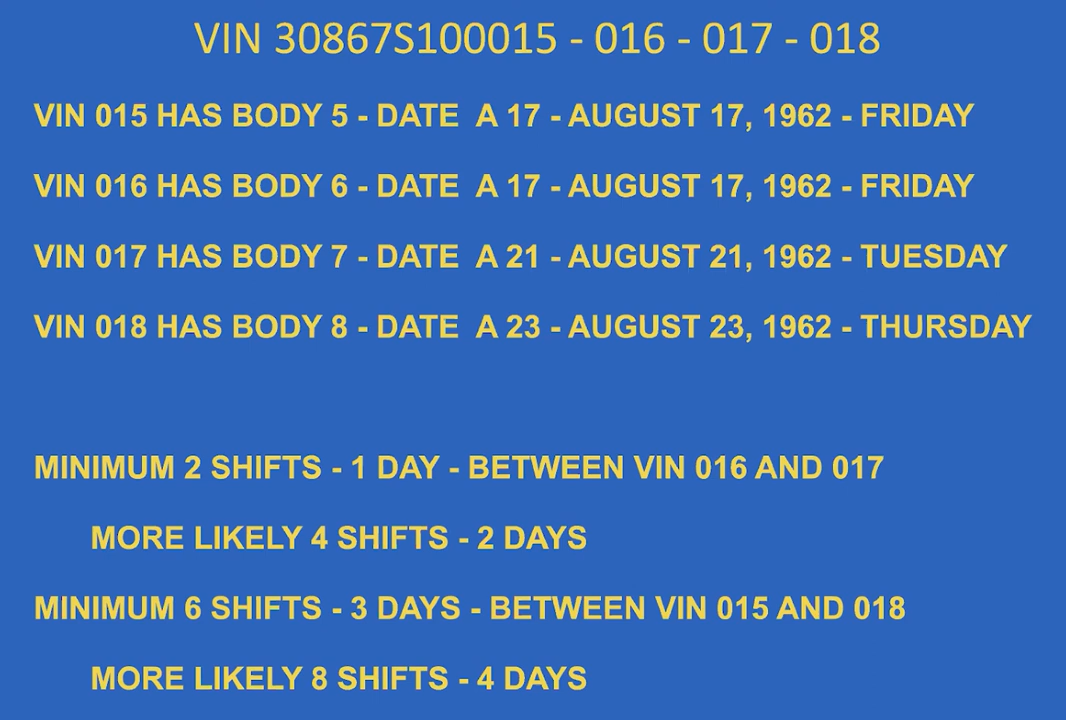 VIN 30867S100015 - 016 - 017 - 018
VIN 015 HAS BODY 5 - DATE  A 17 - AUGUST 17, 1962 - FRIDAY
VIN 016 HAS BODY 6 - DATE  A 17 - AUGUST 17, 1962 - FRIDAY
VIN 017 HAS BODY 7 - DATE  A 21 - AUGUST 21, 1962 - TUESDAY
VIN 018 HAS BODY 8 - DATE  A 23 - AUGUST 23, 1962 - THURSDAY
MINIMUM 2 SHIFTS - 1 DAY - BETWEEN VIN 016 AND 017
MORE LIKELY 4 SHIFTS - 2 DAYS
MINIMUM 6 SHIFTS - 3 DAYS - BETWEEN VIN 015 AND 018
MORE LIKELY 8 SHIFTS - 4 DAYS